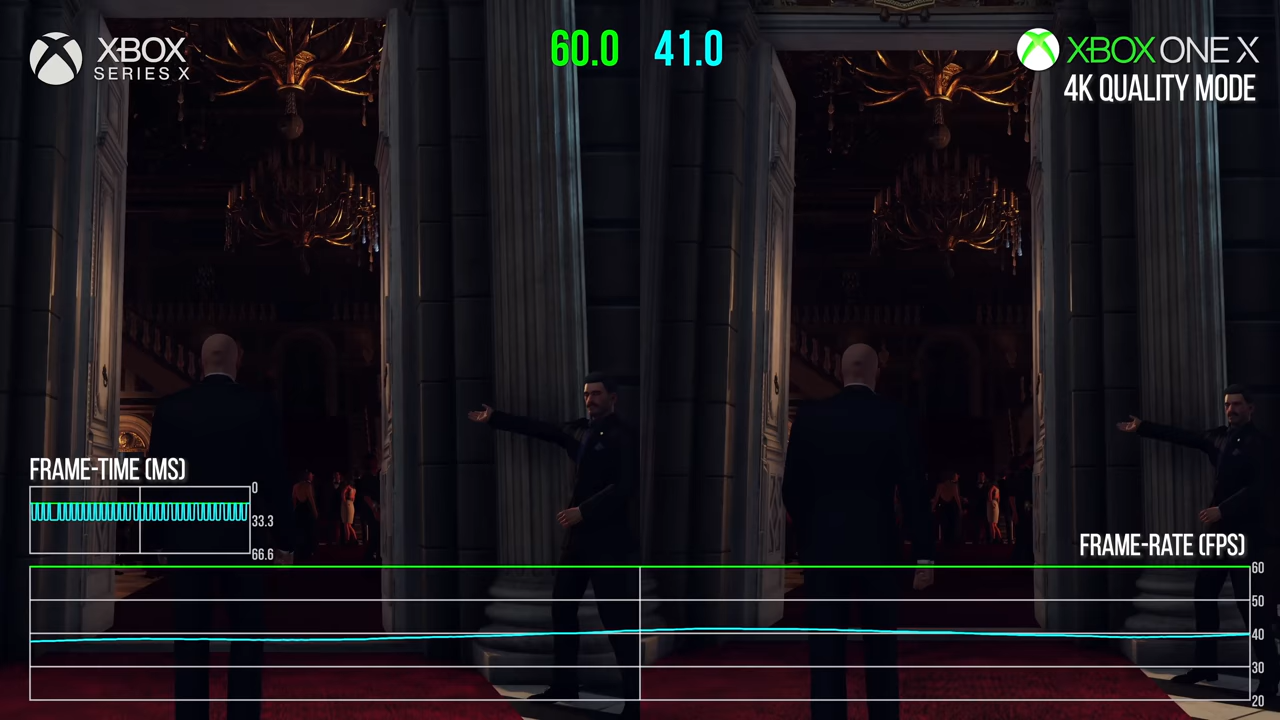 XBOX
SERIES X
60.0
41.0
XBOX ONE X
4K QUALITY MODE
FRAME-TIME (MS)
0
33.3
66.6
FRAME-RATE (FPS)
60
50
40
30
20